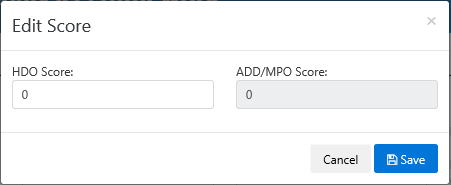 Edit Score
×
HDO Score: ADD/MPO Score:
0 0
Cancel Save